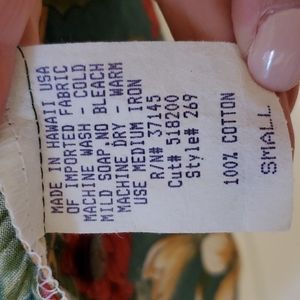 MADE IN HAWAII USA
OF IMPORTED FABRIC
MACHINE WASH - COLD
MILD SOAP.NO BLEACH
MACHINE DRY - WARM
USE MEDIUM IRON
R/N# 37145
Cut# 518200
Style# 269
100% COTTON
SMALL